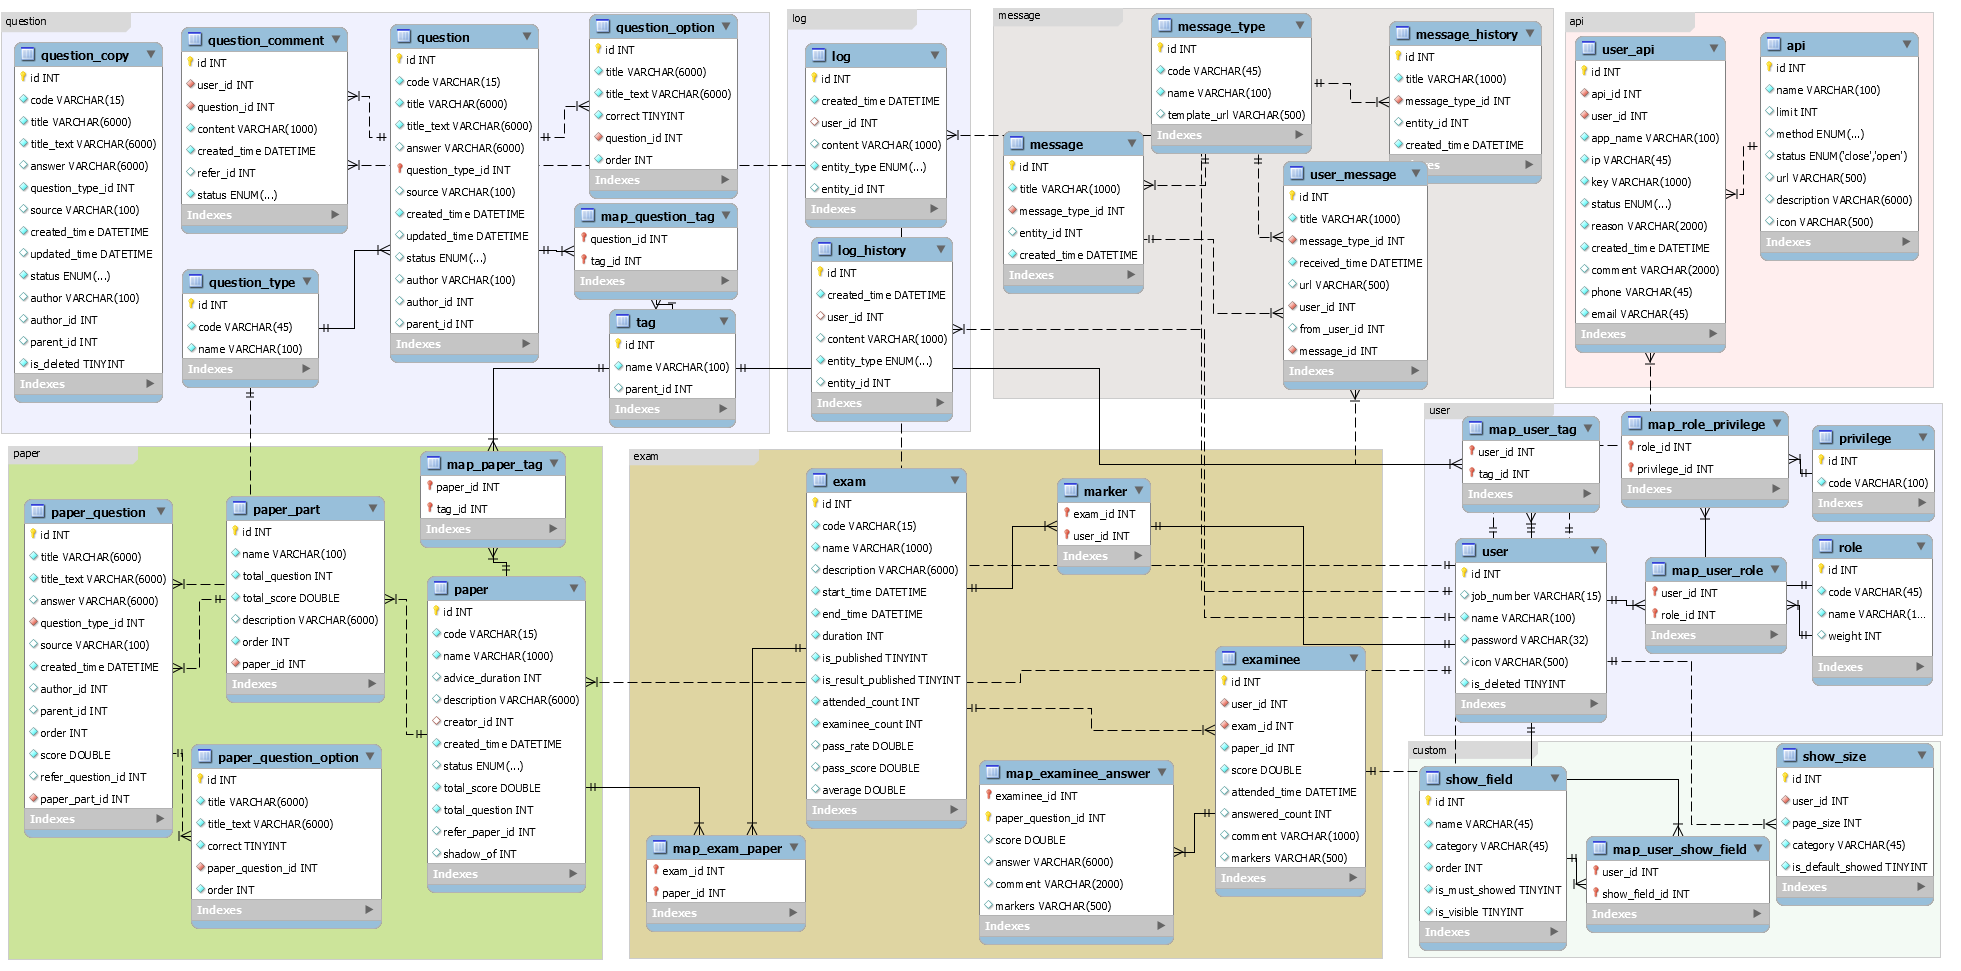 question
question_copy
id INT
code VARCHAR(15)
title VARCHAR(6000)
title_text VARCHAR(6000)
answer VARCHAR(6000)
question_type_id INT
source VARCHAR(100)
created_time DATETIME
updated_time DATETIME
status ENUM(...)
author VARCHAR(100)
author_id INT
parent_id INT
is_deleted TINYINT
Indexes
question_comment
id INT
user_id INT
question_id INT
content VARCHAR(1000)
created_time DATETIME
refer_id INT
status ENUM(...)
Indexes
question_type
id INT
code VARCHAR(45)
name VARCHAR(100)
Indexes
question
id INT
code VARCHAR(15)
title VARCHAR(6000)
title_text VARCHAR(6000)
answer VARCHAR(6000)
question_type_id INT
source VARCHAR(100)
created_time DATETIME
updated_time DATETIME
status ENUM(...)
author VARCHAR(100)
author_id INT
parent_id INT
Indexes
question_option
id INT
title VARCHAR(6000)
title_text VARCHAR(6000)
correct TINYINT
question_id INT
order INT
Indexes
map_question_tag
question_id INT
tag_id INT
Indexes
tag
id INT
name VARCHAR(100)
parent_id INT
Indexes
log
log
id INT
created_time DATETIME
user_id INT
content VARCHAR(1000)
entity_type ENUM(...)
entity_id INT
Indexes
log_history
id INT
created_time DATETIME
user_id INT
content VARCHAR(1000)
entity_type ENUM(...)
entity_id INT
Indexes
message
message_type
id INT
code VARCHAR(45)
name VARCHAR(100)
template_url VARCHAR(500)
Indexes
message_history
id INT
title VARCHAR(1000)
message_type_id INT
entity_id INT
created_time DATETIME
Indexes
message
id INT
title VARCHAR(1000)
message_type_id INT
entity_id INT
created_time DATETIME
Indexes
user_message
id INT
title VARCHAR(1000)
message_type_id INT
received_time DATETIME
url VARCHAR(500)
user_id INT
from_user_id INT
message_id INT
Indexes
api
user_api
id INT
api_id INT
user_id INT
app_name VARCHAR(100)
ip VARCHAR(45)
key VARCHAR(100)
status ENUM(...)
reason VARCHAR(2000)
created_time DATETIME
comment VARCHAR(2000)
phone VARCHAR(45)
email VARCHAR(45)
Indexes
api
id INT
name VARCHAR(100)
limit INT
method ENUM(...)
status ENUM('close','open')
url VARCHAR(500)
description VARCHAR(6000)
icon VARCHAR(500)
Indexes
paper
paper_question
id INT
title VARCHAR(6000)
title_text VARCHAR(6000)
answer VARCHAR(6000)
question_type_id INT
source VARCHAR(100)
created_time DATETIME
author_id INT
parent_id INT
order INT
score DOUBLE
refer_question_id INT
paper_part_id INT
Indexes
paper_part
id INT
name VARCHAR(100)
total_question INT
total_score DOUBLE
description VARCHAR(6000)
order INT
paper_id INT
Indexes
paper_question_option
id INT
title VARCHAR(6000)
title_text VARCHAR(6000)
correct TINYINT
paper_question_id INT
order INT
Indexes
map_paper_tag
paper_id INT
tag_id INT
Indexes
paper
id INT
code VARCHAR(15)
name VARCHAR(1000)
advice_duration INT
description VARCHAR(6000)
creator_id INT
created_time DATETIME
status ENUM(...)
total_score DOUBLE
total_question INT
refer_paper_id INT
shadow_of INT
Indexes
exam
exam
id INT
code VARCHAR(15)
name VARCHAR(1000)
description VARCHAR(6000)
start_time DATETIME
end_time DATETIME
duration INT
is_published TINYINT
is_result_published TINYINT
attended_count INT
examinee_count INT
pass_rate DOUBLE
pass_score DOUBLE
average DOUBLE
Indexes
marker
exam_id INT
user_id INT
Indexes
map_exam_paper
exam_id INT
paper_id INT
Indexes
map_examinee_answer
examinee_id INT
paper_question_id INT
score DOUBLE
answer VARCHAR(6000)
comment VARCHAR(2000)
markers VARCHAR(500)
Indexes
examinee
id INT
user_id INT
exam_id INT
paper_id INT
score DOUBLE
attended_time DATETIME
answered_count INT
comment VARCHAR(1000)
markers VARCHAR(500)
Indexes
user
map_user_tag
user_id INT
tag_id INT
Indexes
map_role_privilege
role_id INT
privilege_id INT
Indexes
privilege
id INT
code VARCHAR(100)
Indexes
user
id INT
job_number VARCHAR(15)
name VARCHAR(100)
password VARCHAR(32)
icon VARCHAR(500)
is_deleted TINYINT
Indexes
map_user_role
user_id INT
role_id INT
Indexes
role
id INT
code VARCHAR(45)
name VARCHAR(1...
weight INT
Indexes
custom
show_field
id INT
name VARCHAR(45)
category VARCHAR(45)
order INT
is_must_showed TINYINT
is_visible TINYINT
Indexes
map_user_show_field
user_id INT
show_field_id INT
Indexes
show_size
id INT
user_id INT
page_size INT
category VARCHAR(45)
is_default_showed TINYINT
Indexes